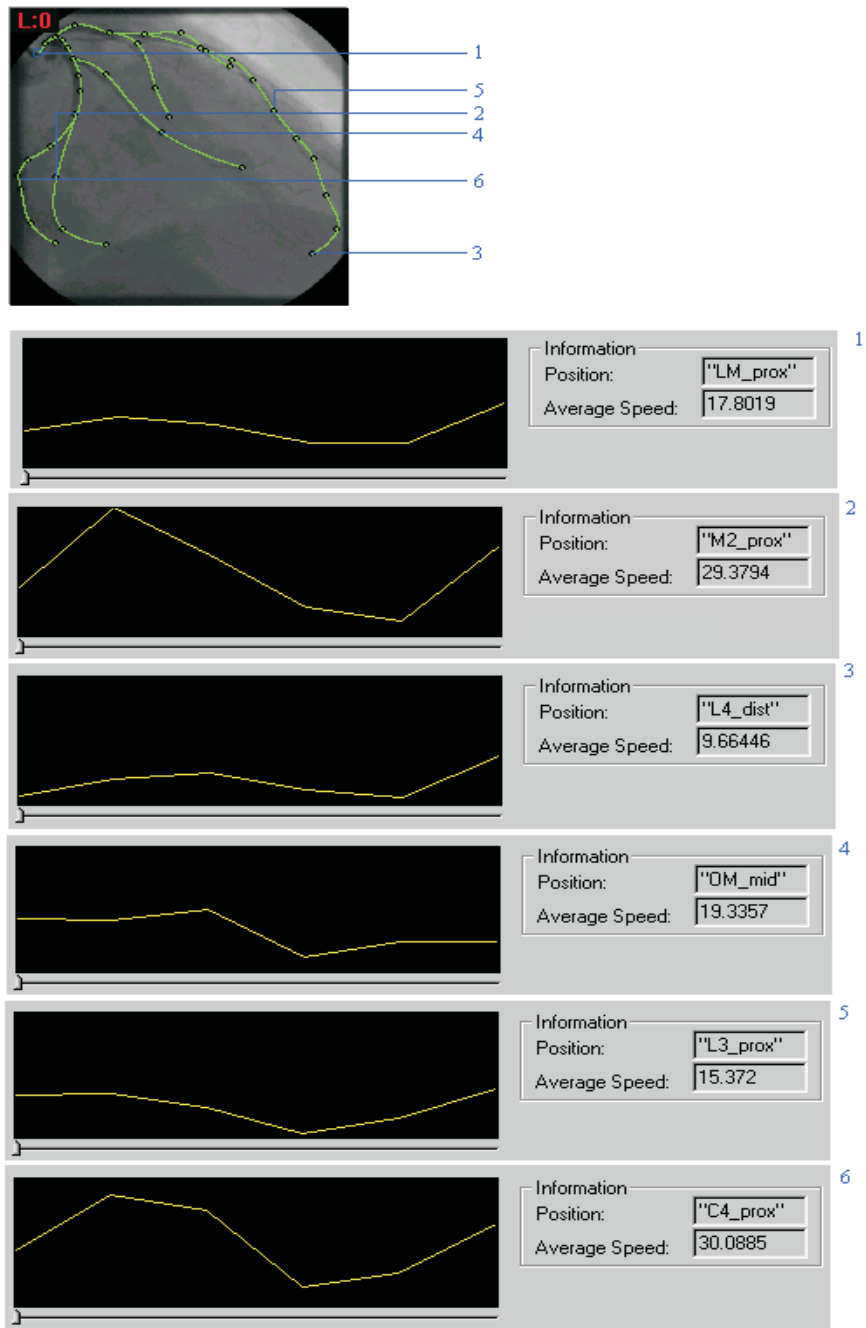 L:0
1
5
2
4
6
3
1
Information
Position: "LM_prox"
Average Speed: 17.8019
2
Information
Position: "M2_prox"
Average Speed: 29.3794
3
Information
Position: "L4_dist"
Average Speed: 9.66446
4
Information
Position: "OM_mid"
Average Speed: 19.3357
5
Information
Position: "L3_prox"
Average Speed: 15.372
6
Information
Position: "C4_prox"
Average Speed: 30.0885